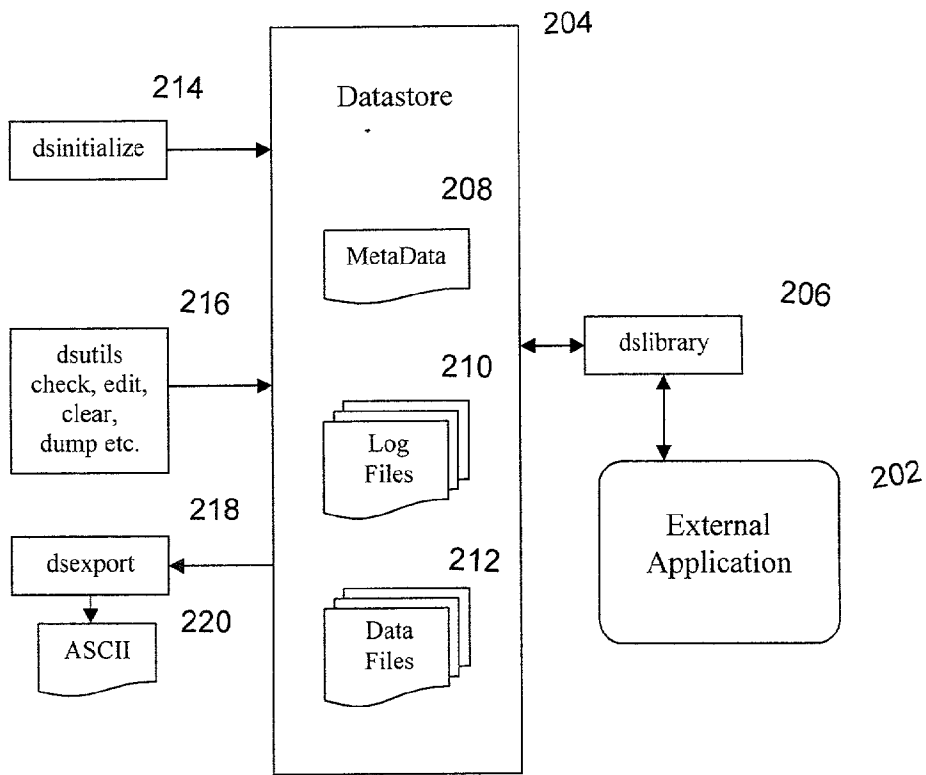 204
214
Datastore
dsinitialize
208
MetaData
216
206
dsutils
check, edit,
clear,
dump etc.
dslibrary
210
Log
Files
202
External
Application
218
dsexport
212
220
ASCII
Data
Files